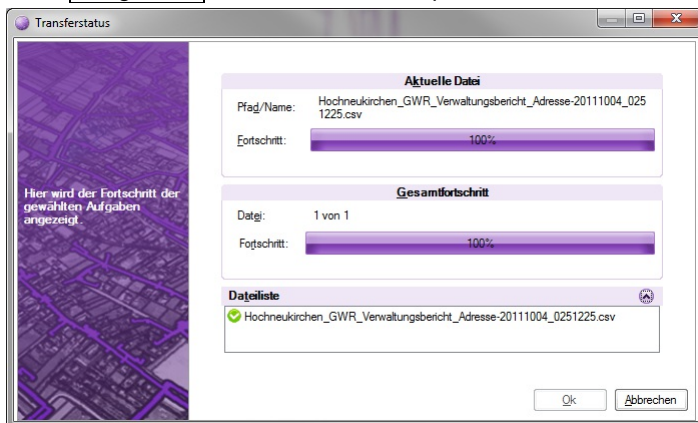 Transferstatus
Aktuelle Datei
Pfad/Name: Hochneukirchen_GWR_Verwaltungsbericht_Adresse-20111004_025
1225.csv
Fortschritt: 100%
Hier wird der Fortschritt der
gewählten Aufgaben
angezeigt.
Gesamtfortschritt
Datei: 1 von 1
Fortschritt: 100%
Dateiliste
Hochneukirchen_GWR_Verwaltungsbericht_Adresse-20111004_0251225.csv
Ok Abbrechen